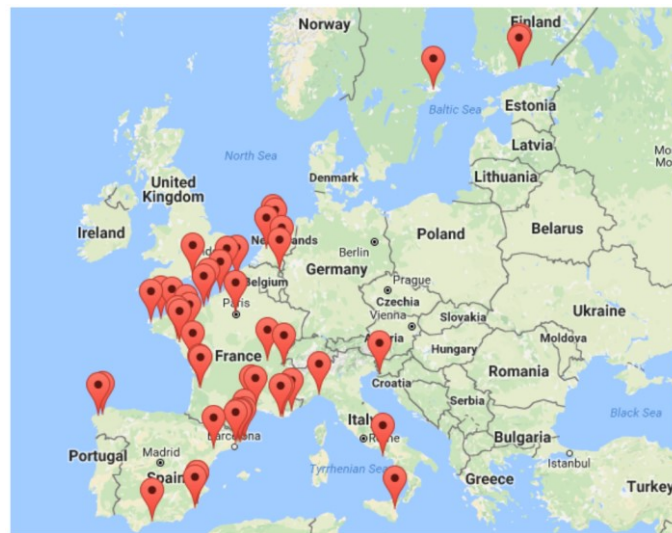 Norway
Finland
Baltic Sea
Estonia
Latvia
Lithuania
North Sea
Denmark
United
Kingdom
Ireland
Belarus
Poland
Berlin
Germany
Belgium
Prague
Czechia
Ukraine
Paris
Vienna
Slovakia
Moldova
Hungary
France
Romania
Croatia
Serbia
Black Sea
Bulgaria
Istanbul
Barcelona
Madrid
Portugal
Tyrrhenian Sea
Greece
Turkey